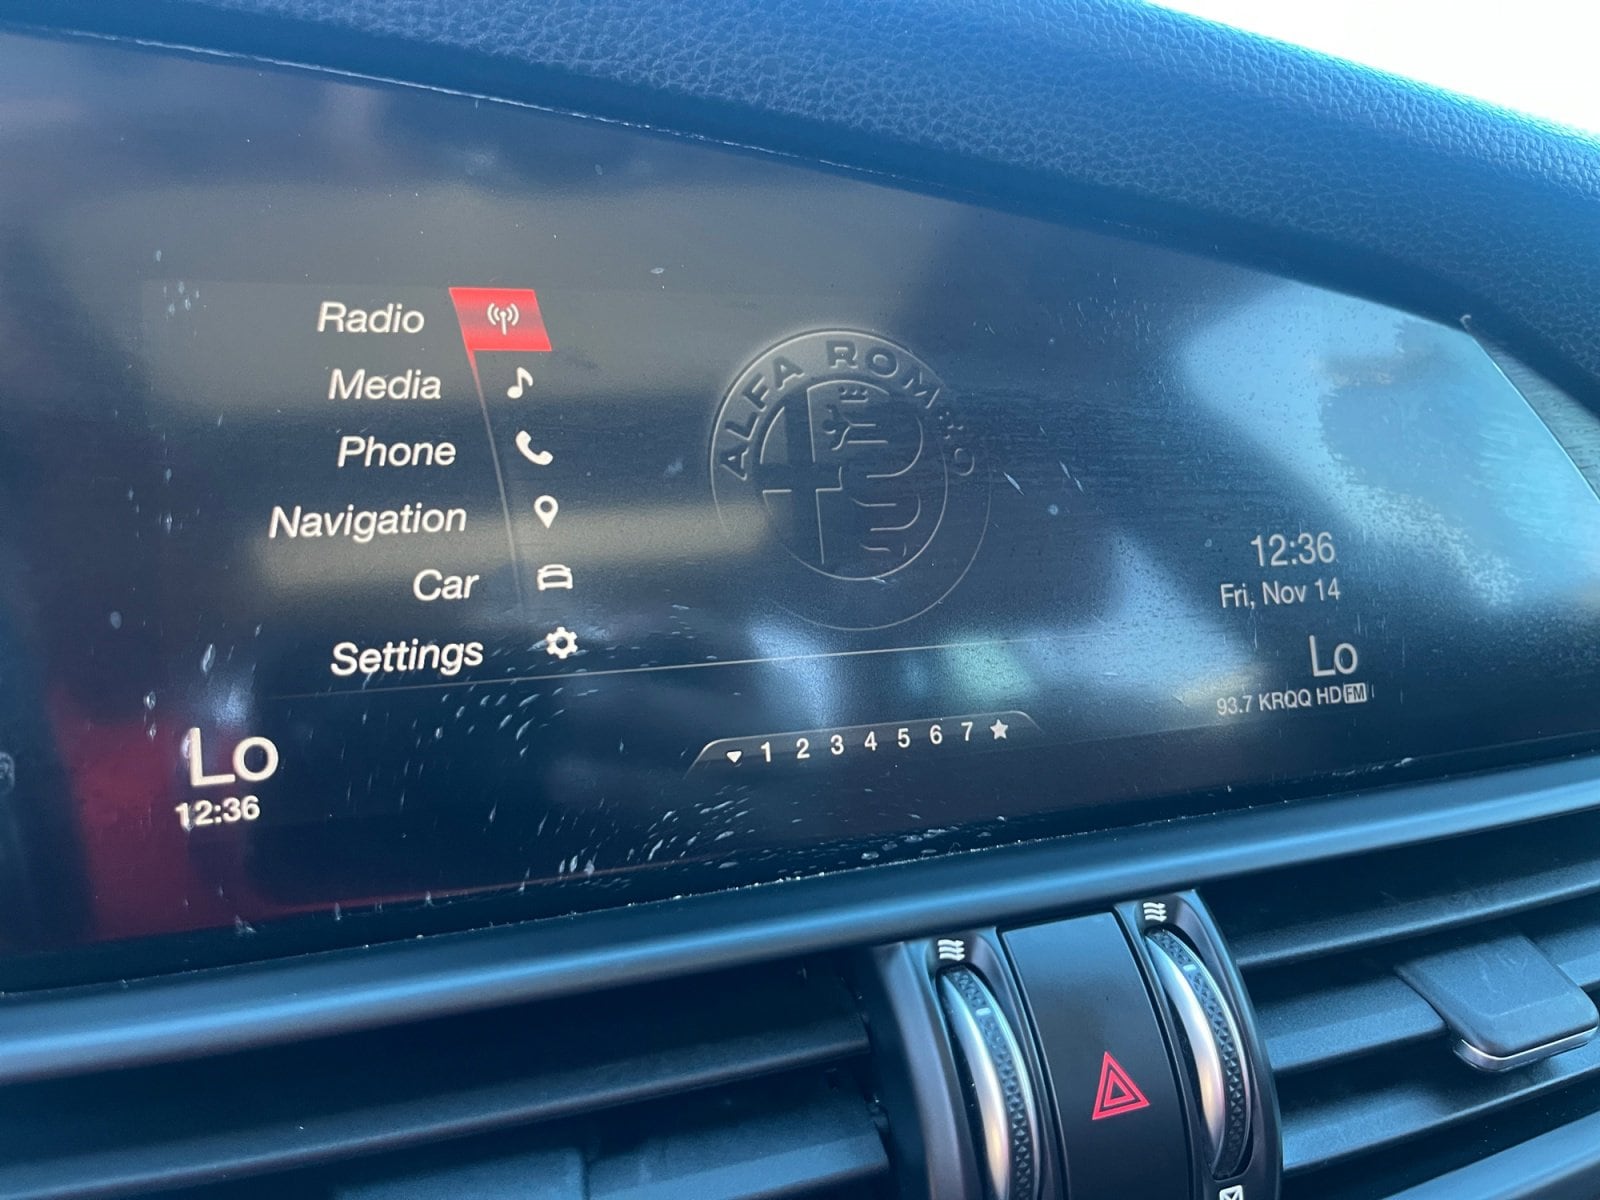 Radio
Media
Phone
Navigation
Car
Settings
ALFA ROMEO
12:36
Fri, Nov 14
Lo
93.7 KRQQ HD FM
1 2 3 4 5 6 7
Lo
12:36